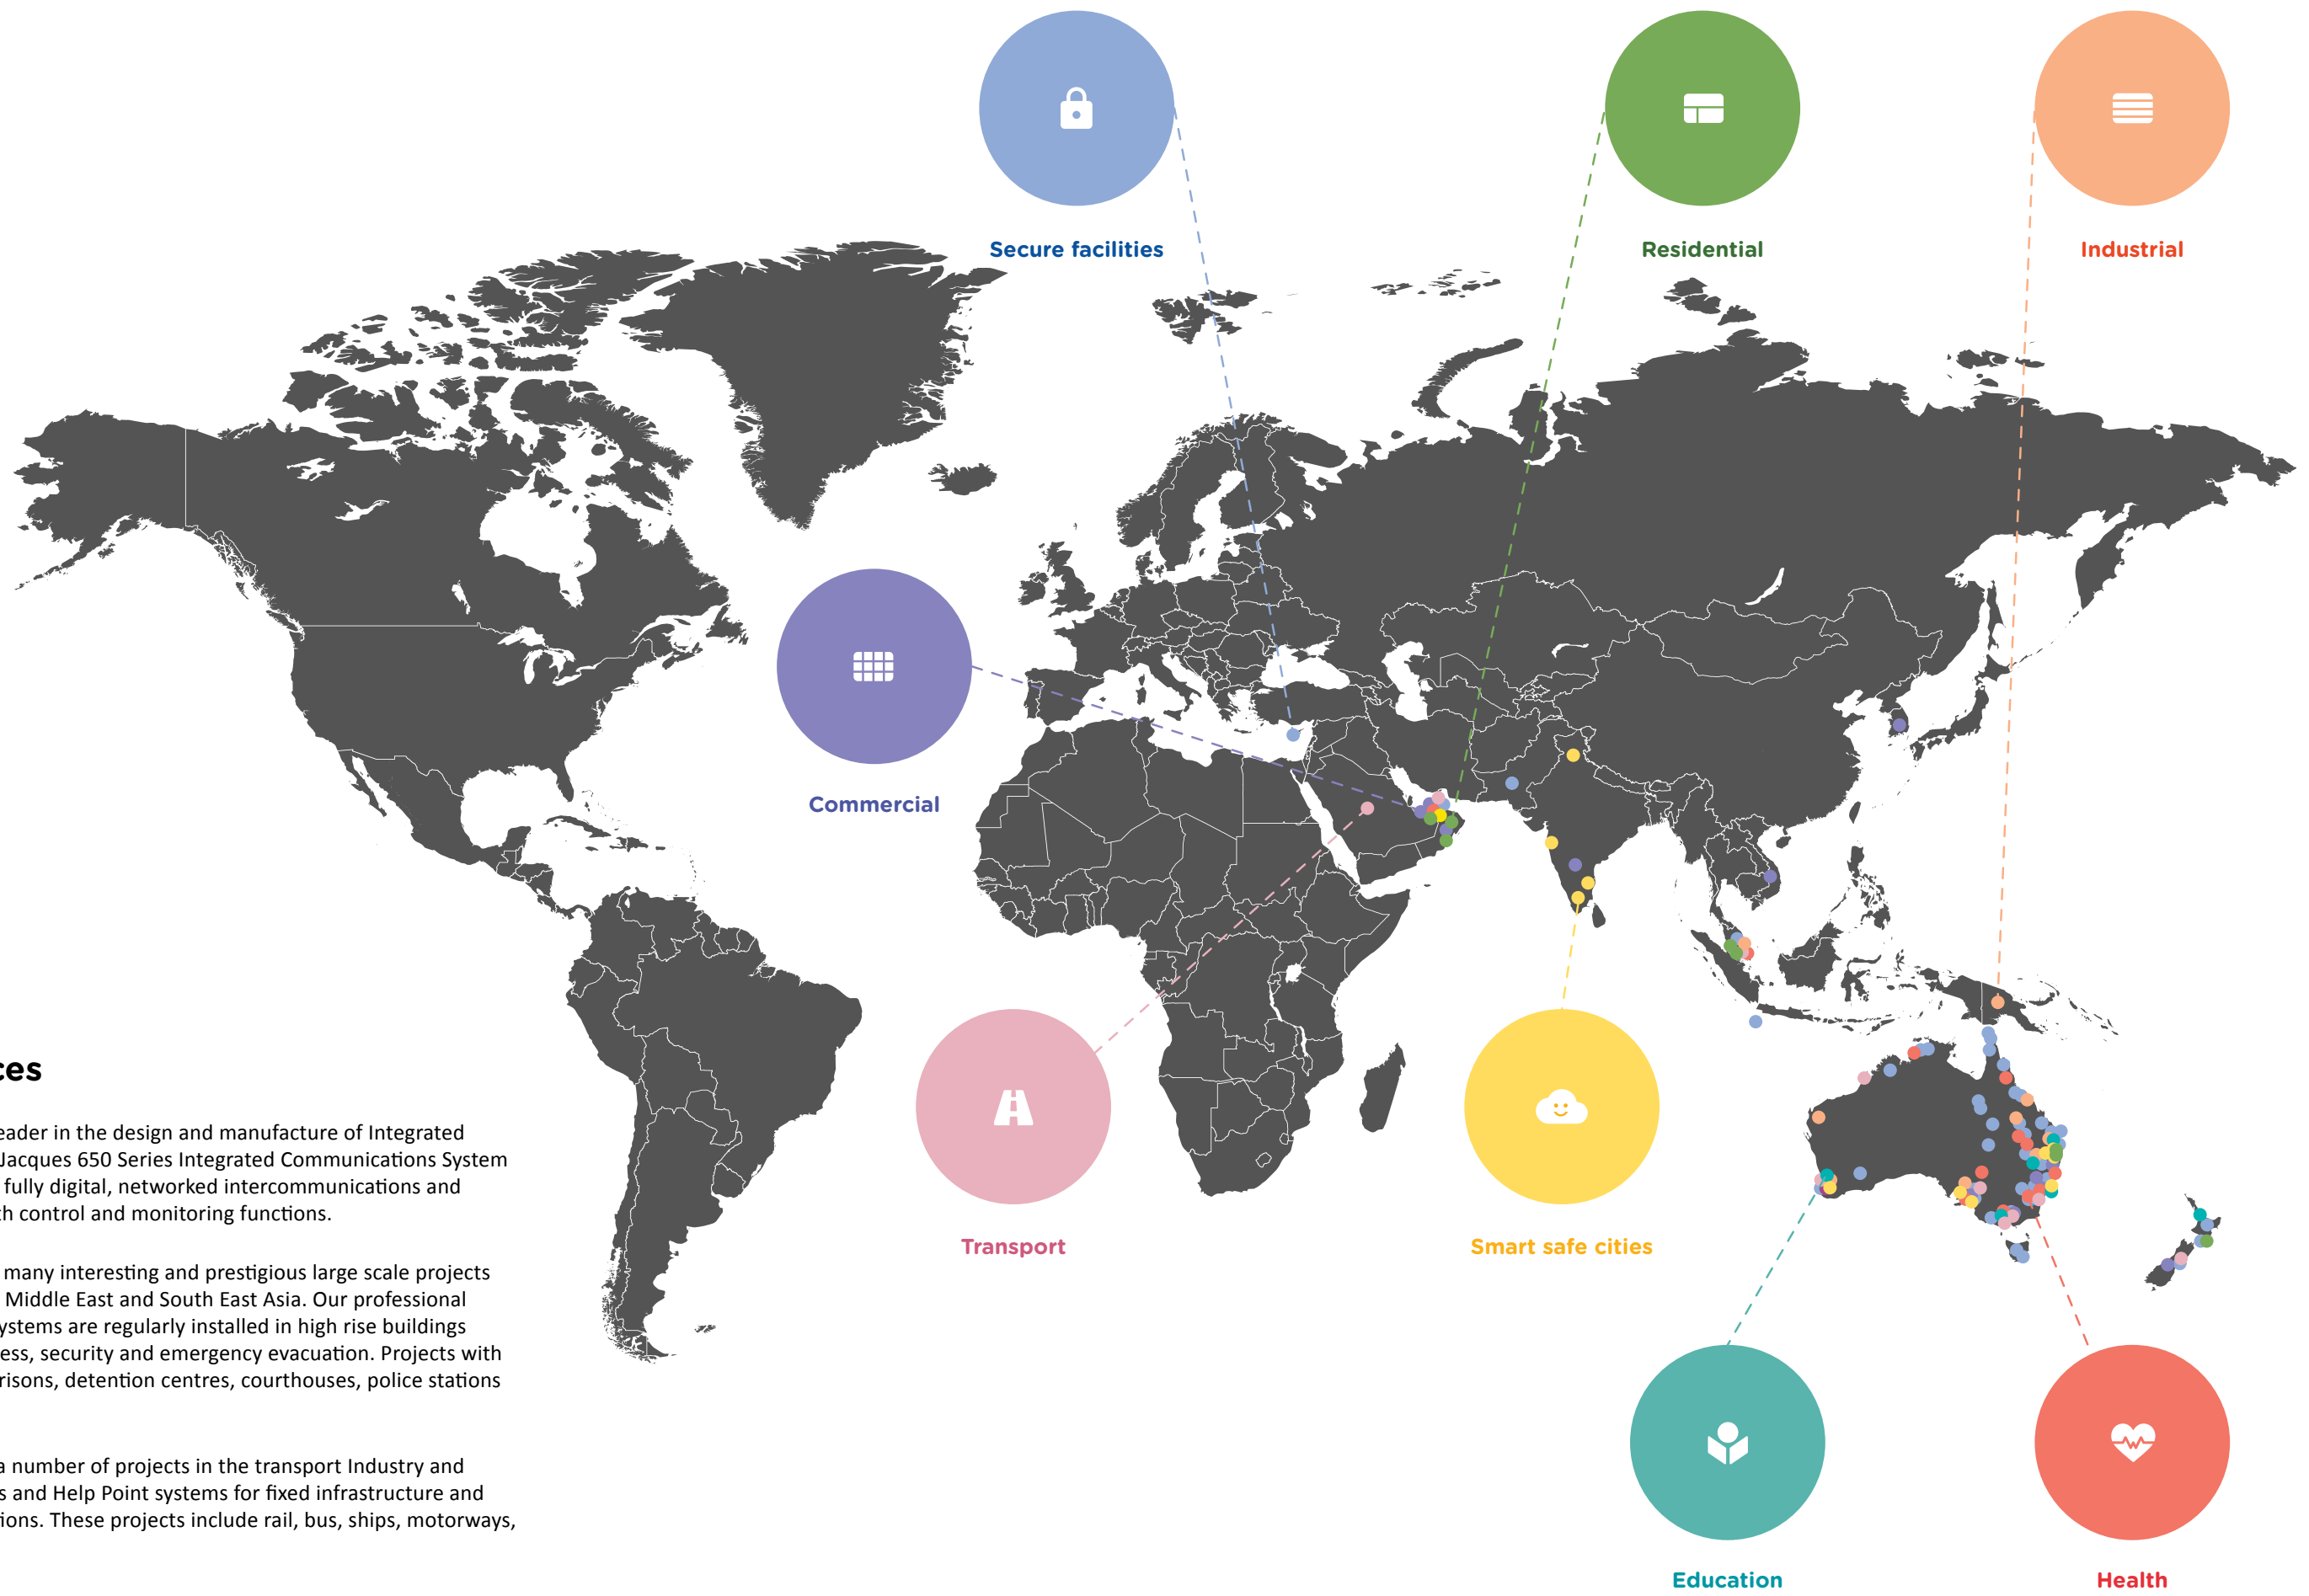 Secure facilities
Residential
Industrial
Commercial
Transport
Smart safe cities
Education
Health
ces
eader in the design and manufacture of Integrated
Jacques 650 Series Integrated Communications System
fully digital, networked intercommunications and
th control and monitoring functions.
many interesting and prestigious large scale projects
Middle East and South East Asia. Our professional
ystems are regularly installed in high rise buildings
ess, security and emergency evacuation. Projects with
risons, detention centres, courthouses, police stations
a number of projects in the transport Industry and
s and Help Point systems for fixed infrastructure and
tions. These projects include rail, bus, ships, motorways,